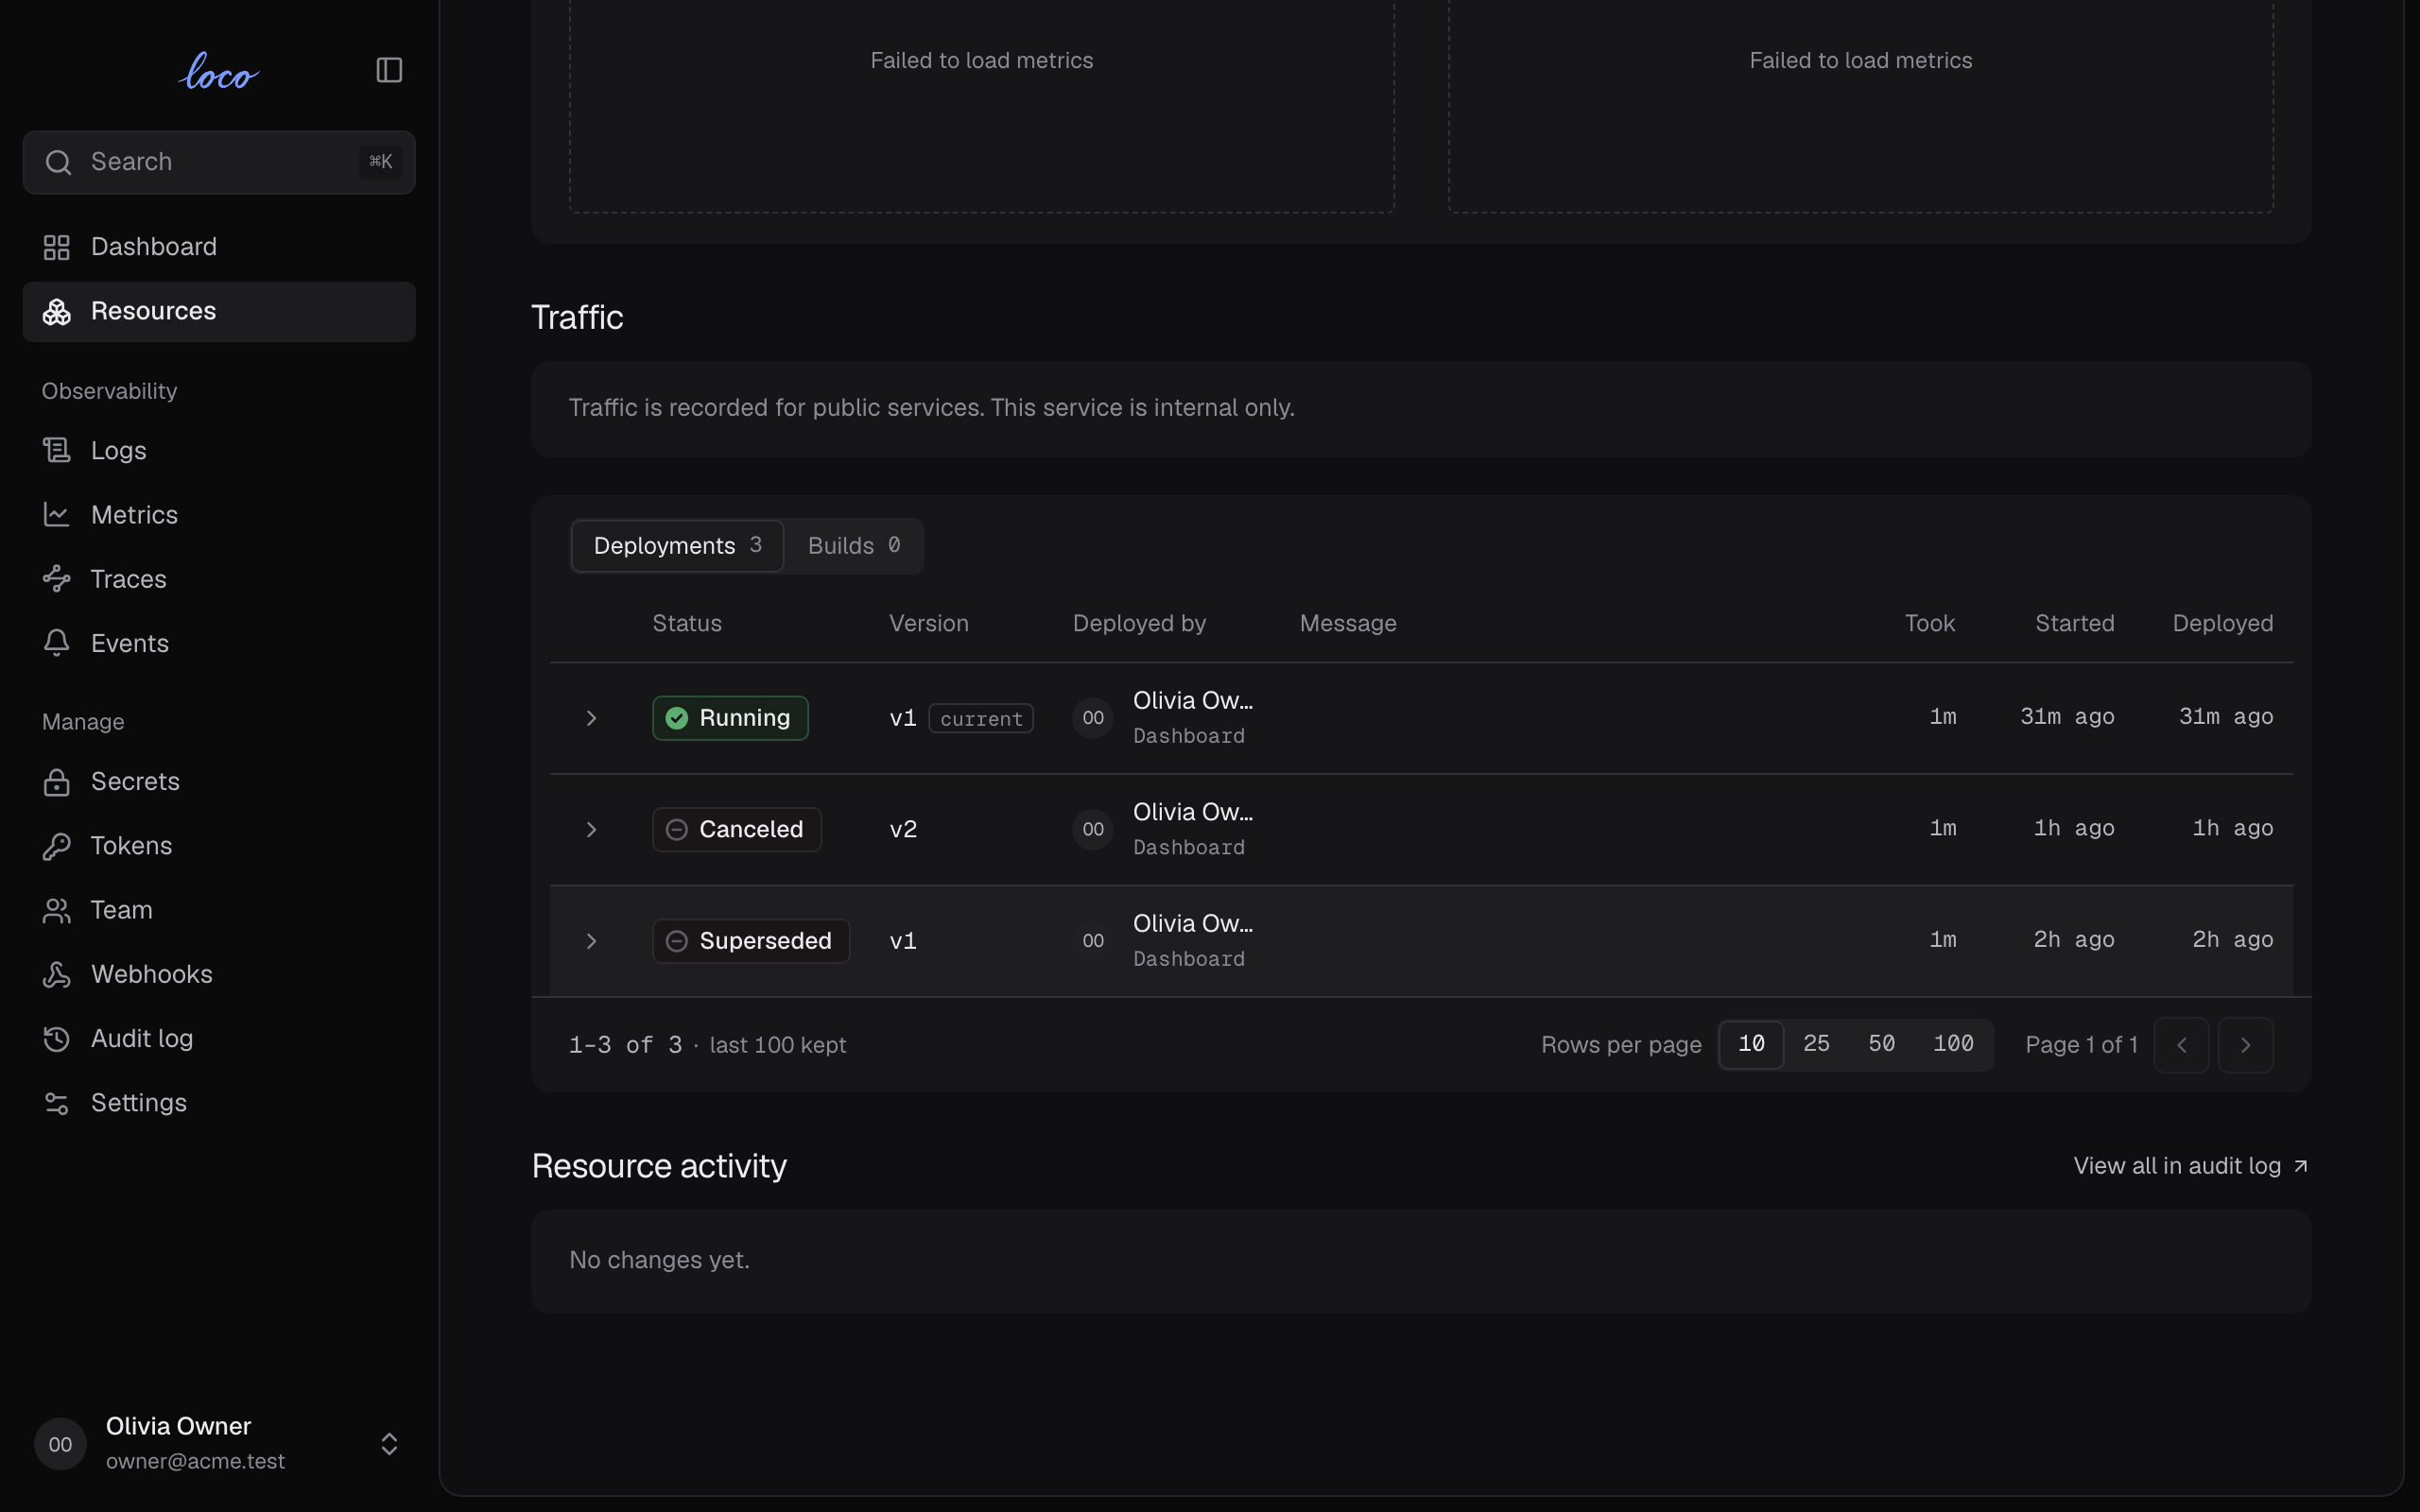 loco
Search ⌘K
Dashboard
Resources
Observability
Logs
Metrics
Traces
Events
Manage
Secrets
Tokens
Team
Webhooks
Audit log
Settings
OO Olivia Owner
owner@acme.test
Failed to load metrics Failed to load metrics
Traffic
Traffic is recorded for public services. This service is internal only.
Deployments 3 Builds 0
Status Version Deployed by Message Took Started Deployed
Running v1 current OO Olivia Ow... 1m 31m ago 31m ago
Dashboard
Canceled v2 OO Olivia Ow... 1m 1h ago 1h ago
Dashboard
Superseded v1 OO Olivia Ow... 1m 2h ago 2h ago
Dashboard
1–3 of 3 · last 100 kept Rows per page 10 25 50 100 Page 1 of 1
Resource activity View all in audit log
No changes yet.